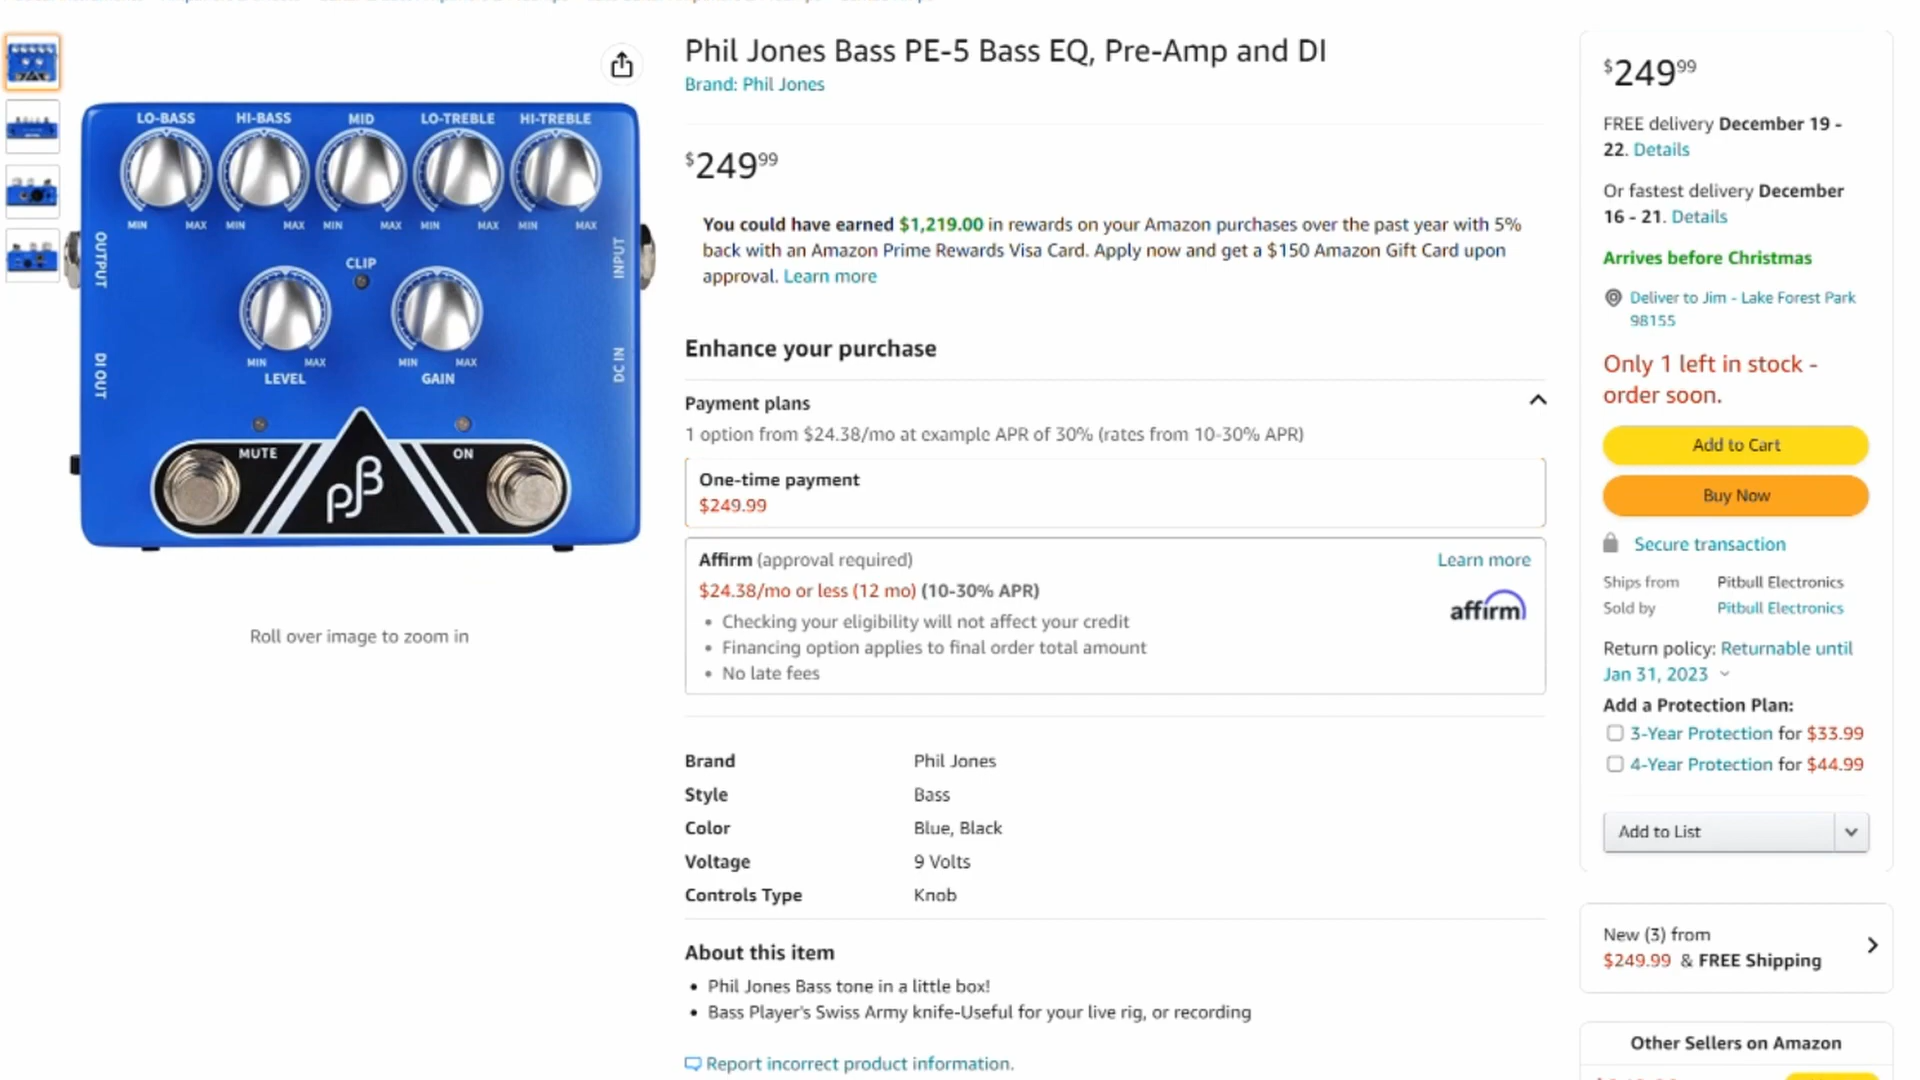 Phil Jones Bass PE-5 Bass EQ, Pre-Amp and DI
Brand: Phil Jones
$249.99
You could have earned $1,219.00 in rewards on your Amazon purchases over the past year with 5%
back with an Amazon Prime Rewards Visa Card. Apply now and get a $150 Amazon Gift Card upon
approval. Learn more
Enhance your purchase
Payment plans
1 option from $24.38/mo at example APR of 30% (rates from 10-30% APR)
One-time payment
$249.99
Affirm (approval required)
Learn more
$24.38/mo or less (12 mo) (10-30% APR)
affirm
Checking your eligibility will not affect your credit
Financing option applies to final order total amount
No late fees
Brand Phil Jones
Style Bass
Color Blue, Black
Voltage 9 Volts
Controls Type Knob
About this item
Phil Jones Bass tone in a little box!
Bass Player's Swiss Army knife-Useful for your live rig, or recording
Report incorrect product information.
LO-BASS HI-BASS MID LO-TREBLE HI-TREBLE
MIN MAX MIN MAX MIN MAX MIN MAX MIN MAX
OUTPUT
INPUT
CLIP
MIN MAX MIN MAX
LEVEL GAIN
DI OUT
DC IN
MUTE ON
PJB
Roll over image to zoom in
$249.99
FREE delivery December 19 -
22. Details
Or fastest delivery December
16 - 21. Details
Arrives before Christmas
Deliver to Jim - Lake Forest Park
98155
Only 1 left in stock -
order soon.
Add to Cart
Buy Now
Secure transaction
Ships from Pitbull Electronics
Sold by Pitbull Electronics
Return policy: Returnable until
Jan 31, 2023
Add a Protection Plan:
3-Year Protection for $33.99
4-Year Protection for $44.99
Add to List
New (3) from
$249.99 & FREE Shipping
Other Sellers on Amazon